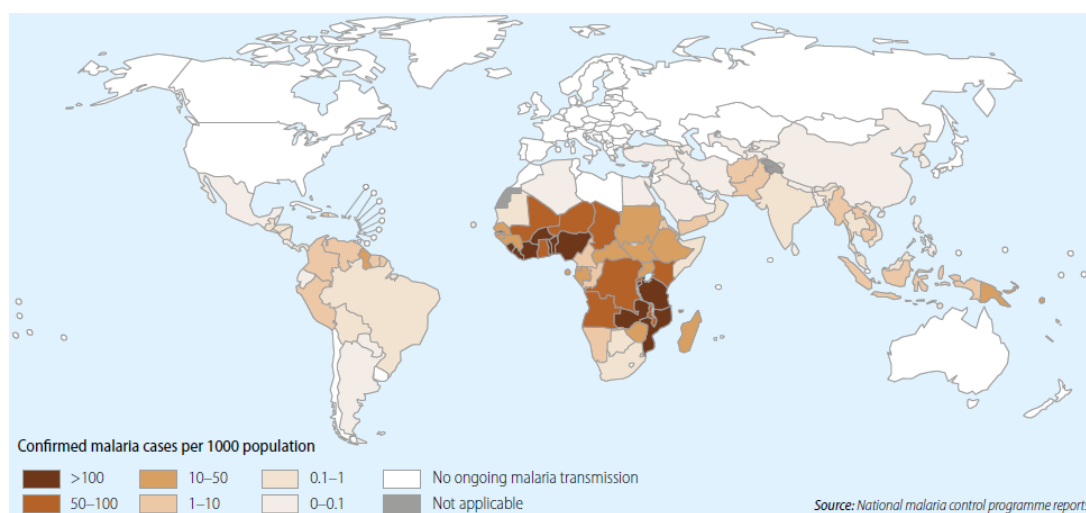 Confirmed malaria cases per 1000 population
>100
10–50
0.1–1
No ongoing malaria transmission
50–100
1–10
0–0.1
Not applicable
Source: National malaria control programme reports